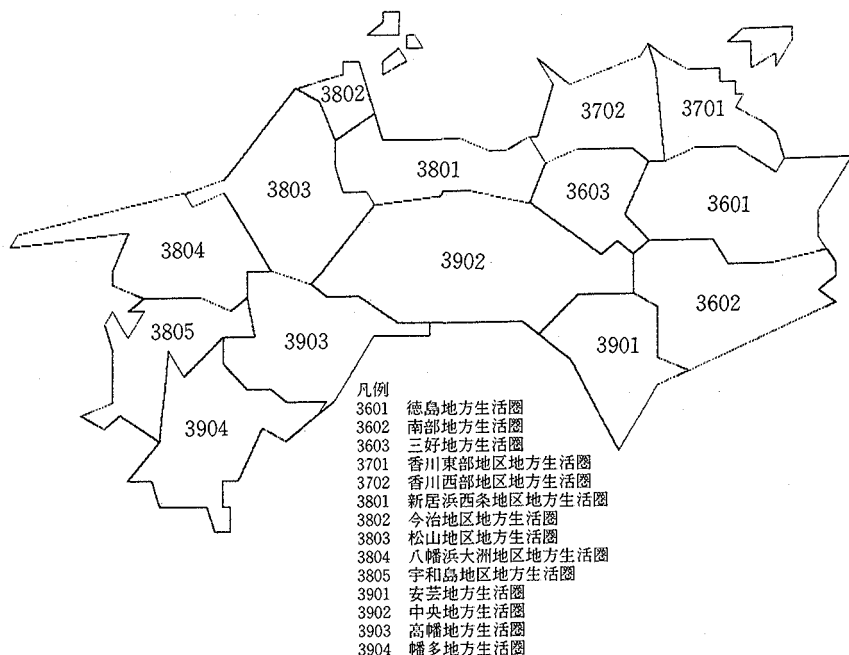 3802
3702
3701
3801
3803
3603
3601
3804
3902
3602
3805
3903
3901
3904
凡例
3601 徳島地方生活圏
3602 南部地方生活圏
3603 三好地方生活圏
3701 香川東部地区地方生活圏
3702 香川西部地区地方生活圏
3801 新居浜西条地区地方生活圏
3802 今治地区地方生活圏
3803 松山地区地方生活圏
3804 八幡浜大洲地区地方生活圏
3805 宇和島地区地方生活圏
3901 安芸地方生活圏
3902 中央地方生活圏
3903 高幡地方生活圏
3904 幡多地方生活圏